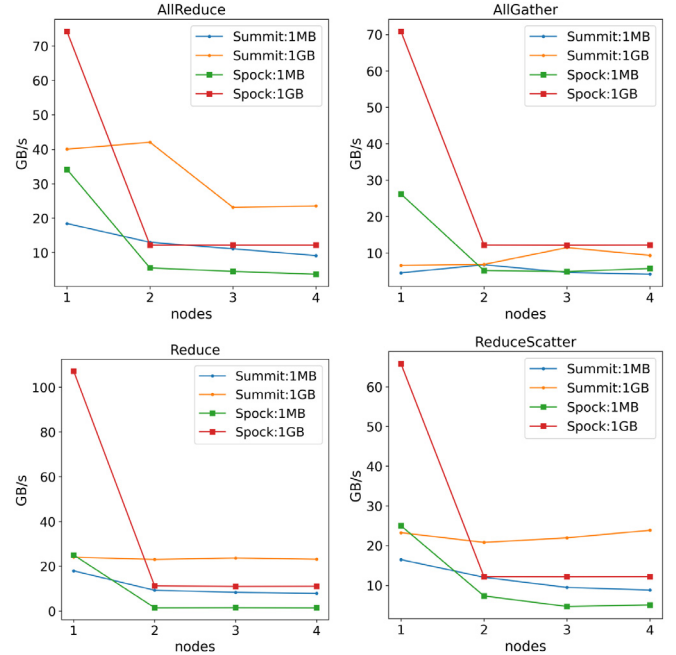 AllReduce
Summit:1MB
Summit:1GB
Spock:1MB
Spock:1GB
70
60
50
40
30
20
10
GB/s
1 2 3 4
nodes
AllGather
Summit:1MB
Summit:1GB
Spock:1MB
Spock:1GB
70
60
50
40
30
20
10
GB/s
1 2 3 4
nodes
Reduce
Summit:1MB
Summit:1GB
Spock:1MB
Spock:1GB
100
80
60
40
20
0
GB/s
1 2 3 4
nodes
ReduceScatter
Summit:1MB
Summit:1GB
Spock:1MB
Spock:1GB
60
50
40
30
20
10
GB/s
1 2 3 4
nodes